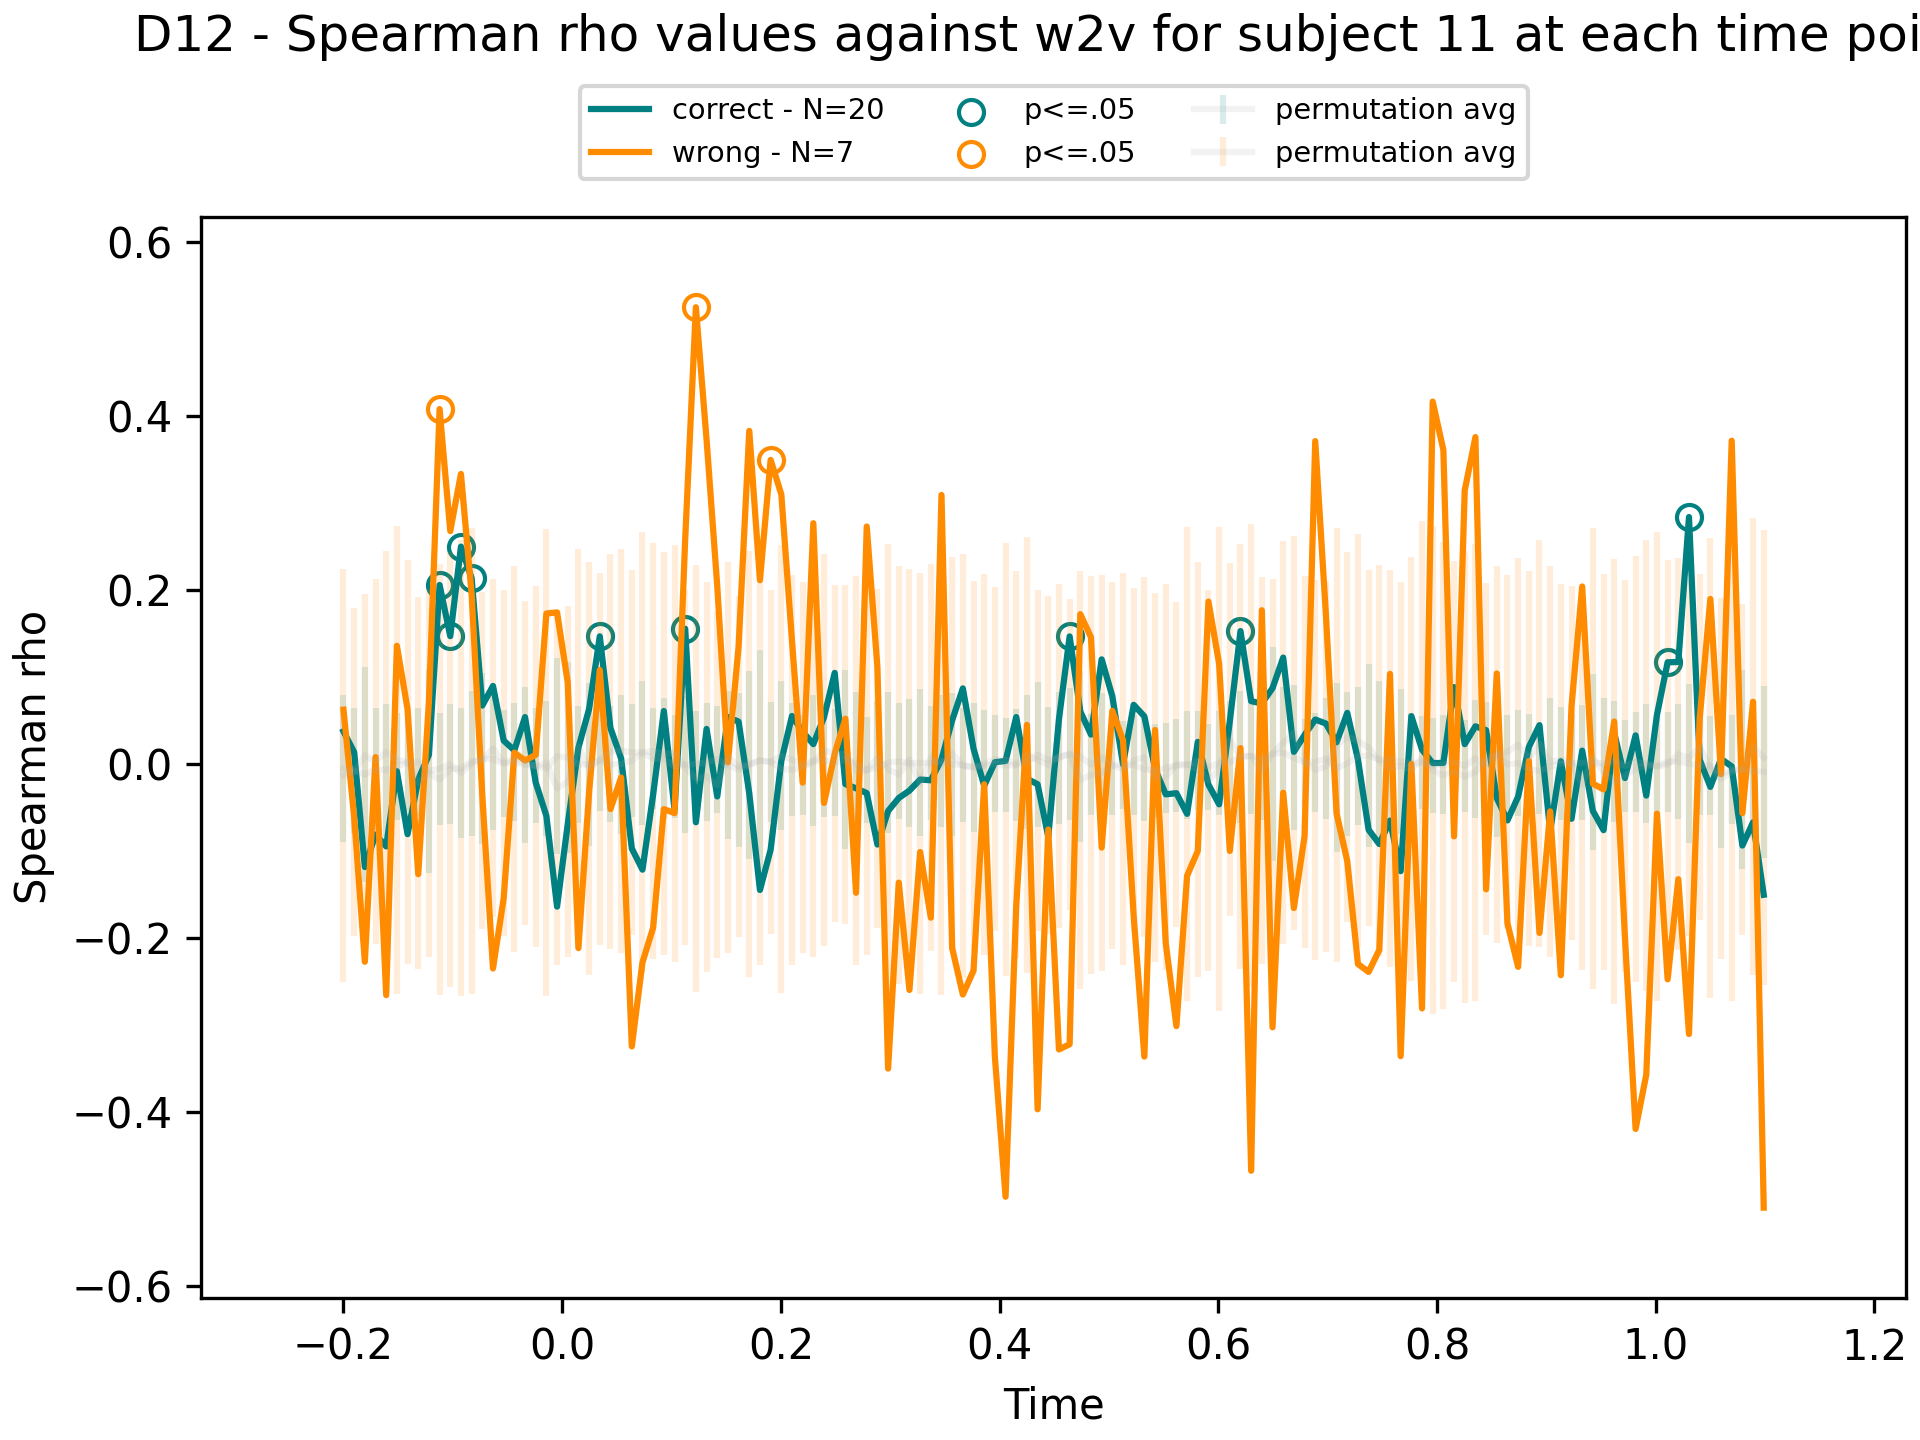 D12 - Spearman rho values against w2v for subject 11 at each time poi
correct - N=20
wrong - N=7
p<=.05
p<=.05
permutation avg
permutation avg
0.6
0.4
0.2
0.0
−0.2
−0.4
−0.6
Spearman rho
−0.2 0.0 0.2 0.4 0.6 0.8 1.0 1.2
Time